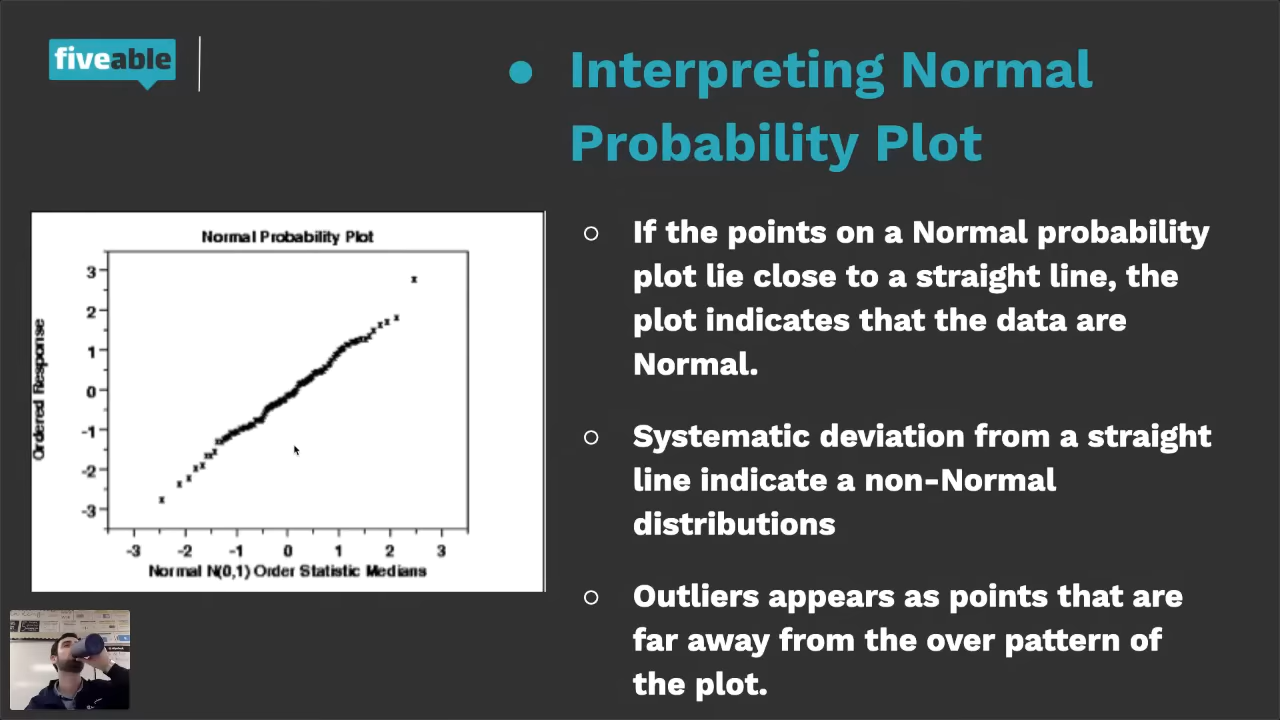 fiveable
Interpreting Normal
Probability Plot
Normal Probability Plot
3
2
1
0
-1
-2
-3
Ordered Response
-3 -2 -1 0 1 2 3
Normal N(0,1) Order Statistic Medians
If the points on a Normal probability
plot lie close to a straight line, the
plot indicates that the data are
Normal.
Systematic deviation from a straight
line indicate a non-Normal
distributions
Outliers appears as points that are
far away from the over pattern of
the plot.